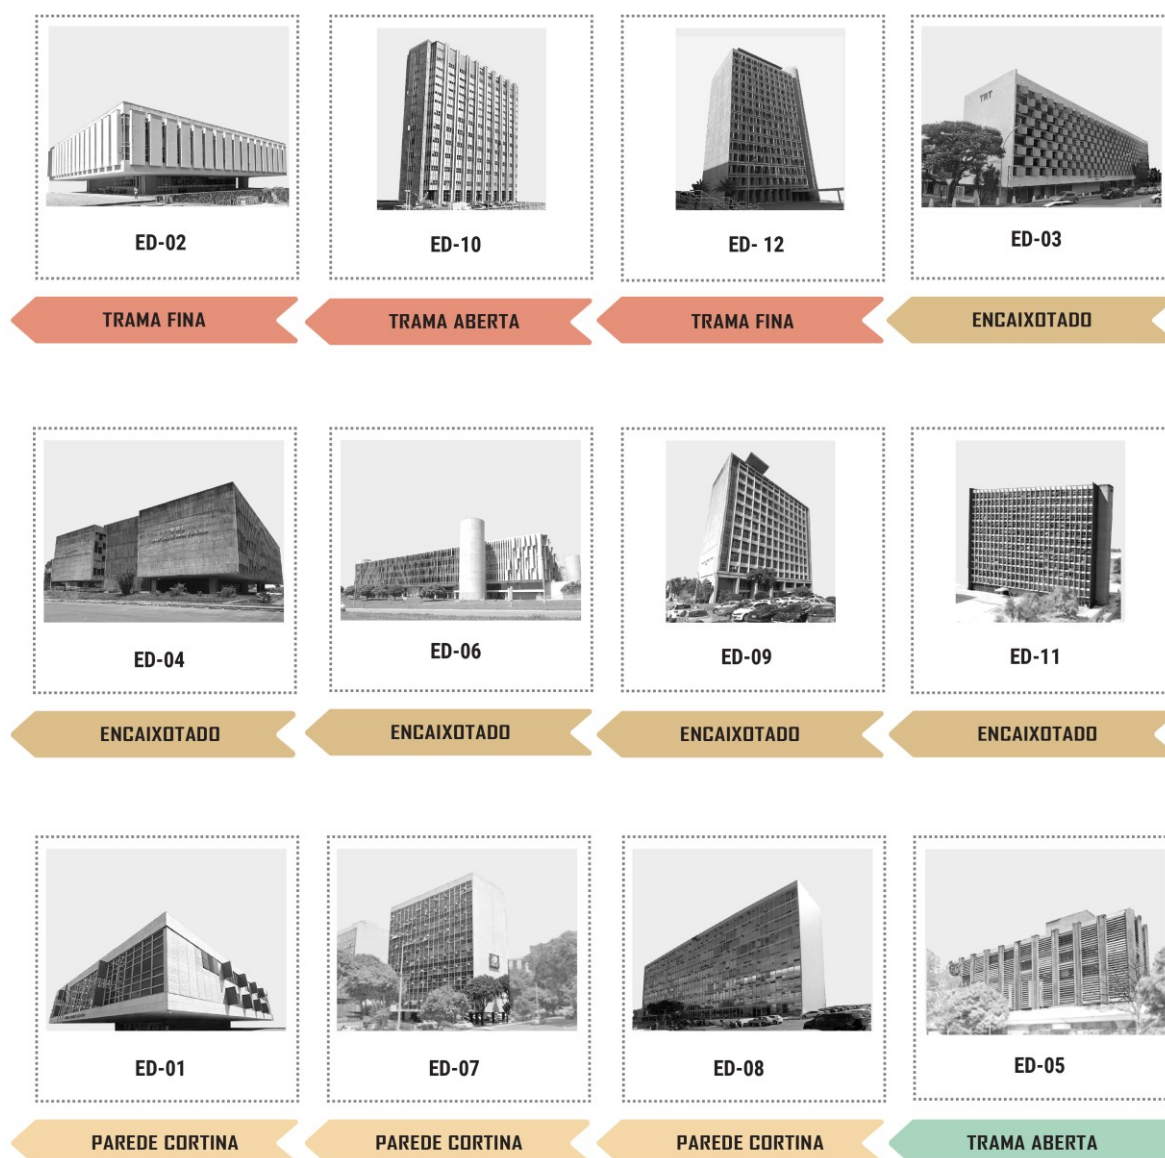 TRT
ED-02
ED-10
ED- 12
ED-03
TRAMA FINA
TRAMA ABERTA
TRAMA FINA
ENCAIXOTADO
ED-04
ED-06
ED-09
ED-11
ENCAIXOTADO
ENCAIXOTADO
ENCAIXOTADO
ENCAIXOTADO
ED-01
ED-07
ED-08
ED-05
PAREDE CORTINA
PAREDE CORTINA
PAREDE CORTINA
TRAMA ABERTA